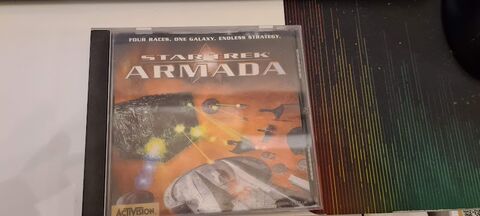 FOUR RACES. ONE GALAXY. ENDLESS STRATEGY.
STAR TREK
ARMADA
ACTIVISION